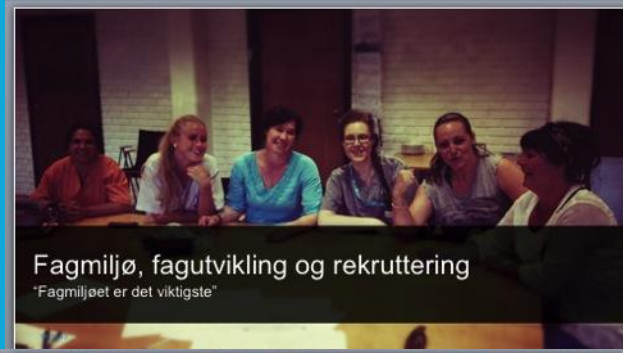 Fagmiljø, fagutvikling og rekruttering
“Fagmiljøet er det viktigste”